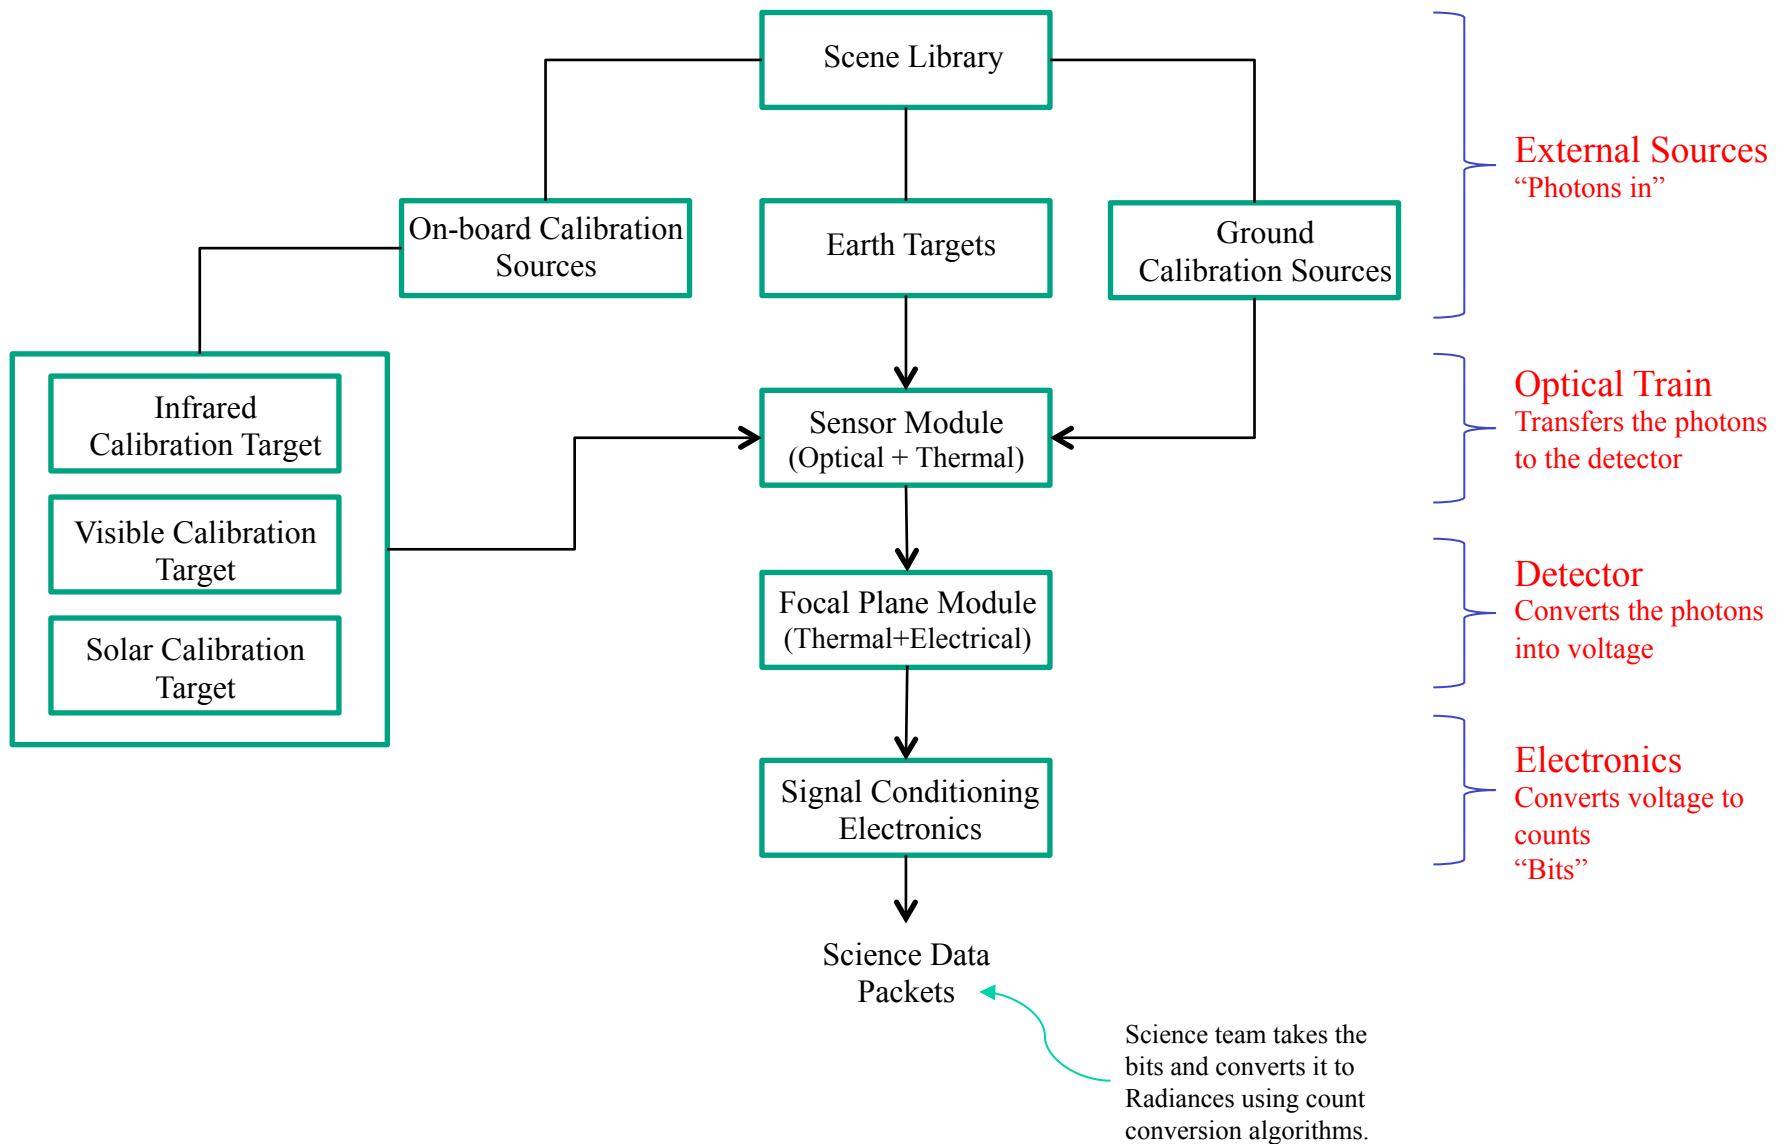 Scene Library
External Sources
“Photons in”
On-board Calibration
Sources
Earth Targets
Ground
Calibration Sources
Infrared
Calibration Target
Visible Calibration
Target
Solar Calibration
Target
Sensor Module
(Optical + Thermal)
Optical Train
Transfers the photons
to the detector
Focal Plane Module
(Thermal+Electrical)
Detector
Converts the photons
into voltage
Signal Conditioning
Electronics
Electronics
Converts voltage to
counts
“Bits”
Science Data
Packets
Science team takes the
bits and converts it to
Radiances using count
conversion algorithms.